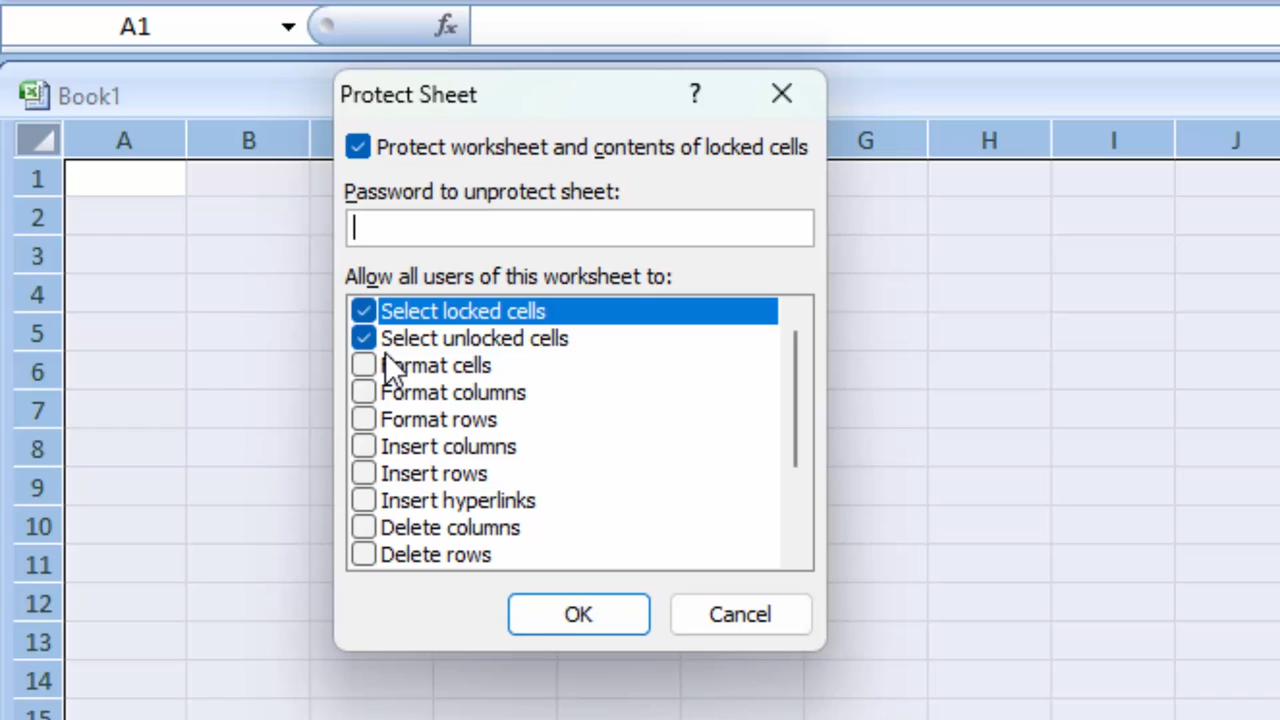 A1 fx
Book1
Protect Sheet ?
Protect worksheet and contents of locked cells
Password to unprotect sheet:
Allow all users of this worksheet to:
Select locked cells
Select unlocked cells
Format cells
Format columns
Format rows
Insert columns
Insert rows
Insert hyperlinks
Delete columns
Delete rows
OK Cancel
A B G H I J
1
2
3
4
5
6
7
8
9
10
11
12
13
14
15